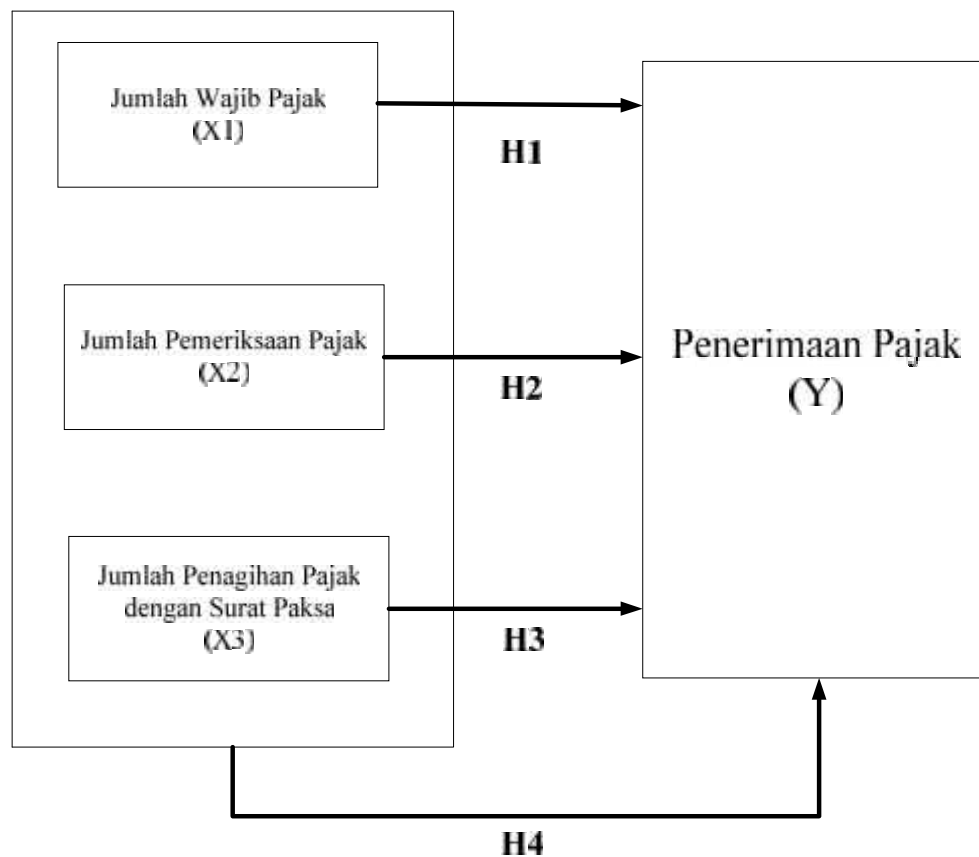 Jumlah Wajib Pajak
(X1)
H1
Jumlah Pemeriksaan Pajak
(X2)
H2
Penerimaan Pajak
(Y)
Jumlah Penagihan Pajak
dengan Surat Paksa
(X3)
H3
H4